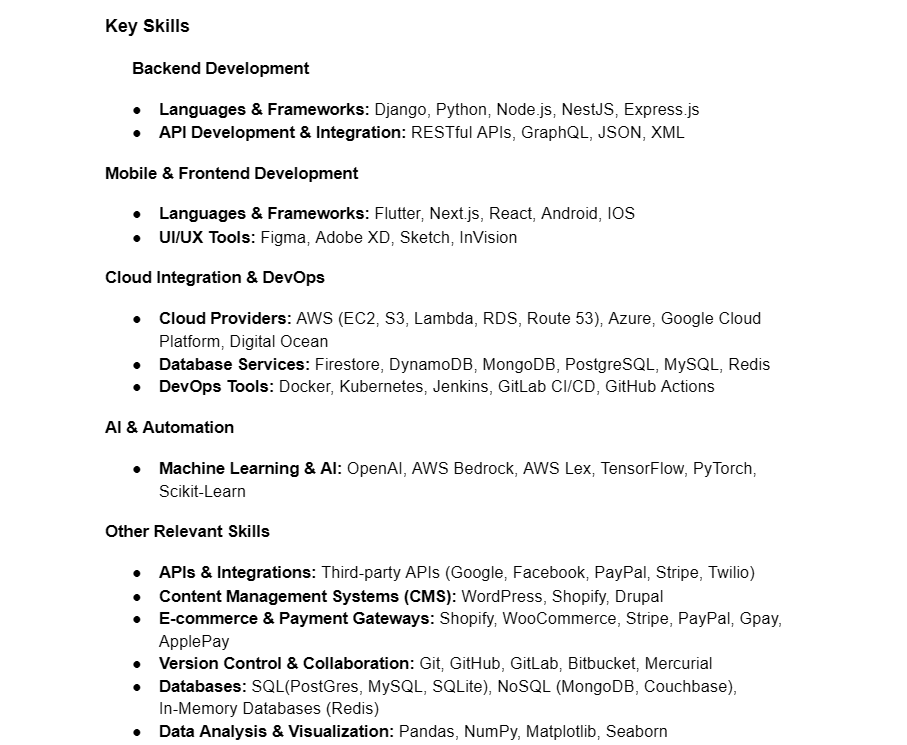 Key Skills
Backend Development
● Languages & Frameworks: Django, Python, Node.js, NestJS, Express.js
● API Development & Integration: RESTful APIs, GraphQL, JSON, XML
Mobile & Frontend Development
● Languages & Frameworks: Flutter, Next.js, React, Android, IOS
● UI/UX Tools: Figma, Adobe XD, Sketch, InVision
Cloud Integration & DevOps
● Cloud Providers: AWS (EC2, S3, Lambda, RDS, Route 53), Azure, Google Cloud
Platform, Digital Ocean
● Database Services: Firestore, DynamoDB, MongoDB, PostgreSQL, MySQL, Redis
● DevOps Tools: Docker, Kubernetes, Jenkins, GitLab CI/CD, GitHub Actions
AI & Automation
● Machine Learning & AI: OpenAI, AWS Bedrock, AWS Lex, TensorFlow, PyTorch,
Scikit-Learn
Other Relevant Skills
● APIs & Integrations: Third-party APIs (Google, Facebook, PayPal, Stripe, Twilio)
● Content Management Systems (CMS): WordPress, Shopify, Drupal
● E-commerce & Payment Gateways: Shopify, WooCommerce, Stripe, PayPal, Gpay,
ApplePay
● Version Control & Collaboration: Git, GitHub, GitLab, Bitbucket, Mercurial
● Databases: SQL(PostGres, MySQL, SQLite), NoSQL (MongoDB, Couchbase),
In-Memory Databases (Redis)
● Data Analysis & Visualization: Pandas, NumPy, Matplotlib, Seaborn